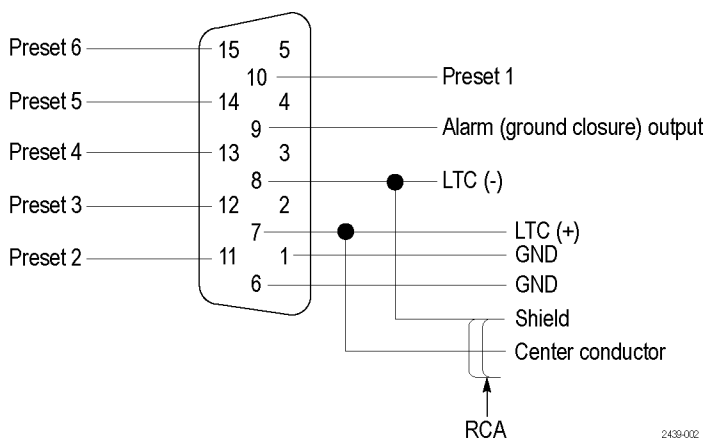 Preset 6
15
5
10
Preset 1
Preset 5
14
4
9
Alarm (ground closure) output
Preset 4
13
3
8
LTC (-)
Preset 3
12
2
7
LTC (+)
Preset 2
11
1
GND
6
GND
Shield
Center conductor
RCA
2439-002